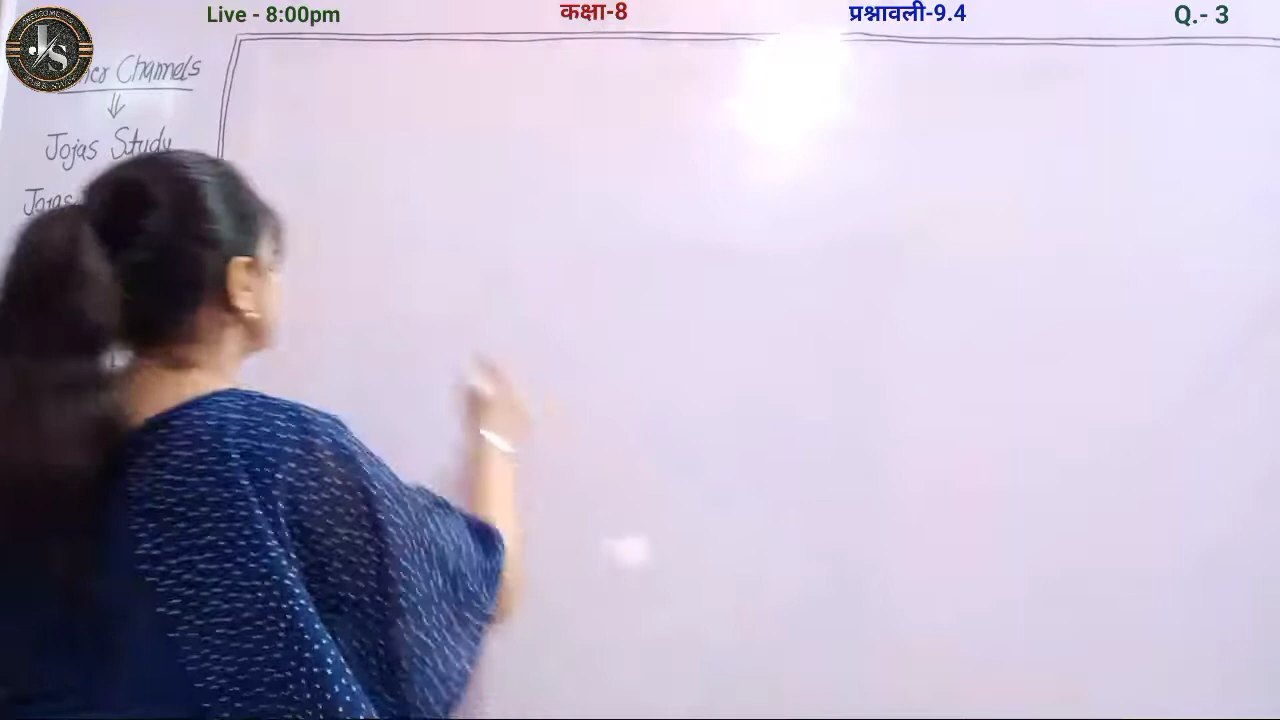 Live - 8:00pm
कक्षा-8
प्रश्नावली-9.4
Q.- 3
Channels
Jojas Study
Jojas